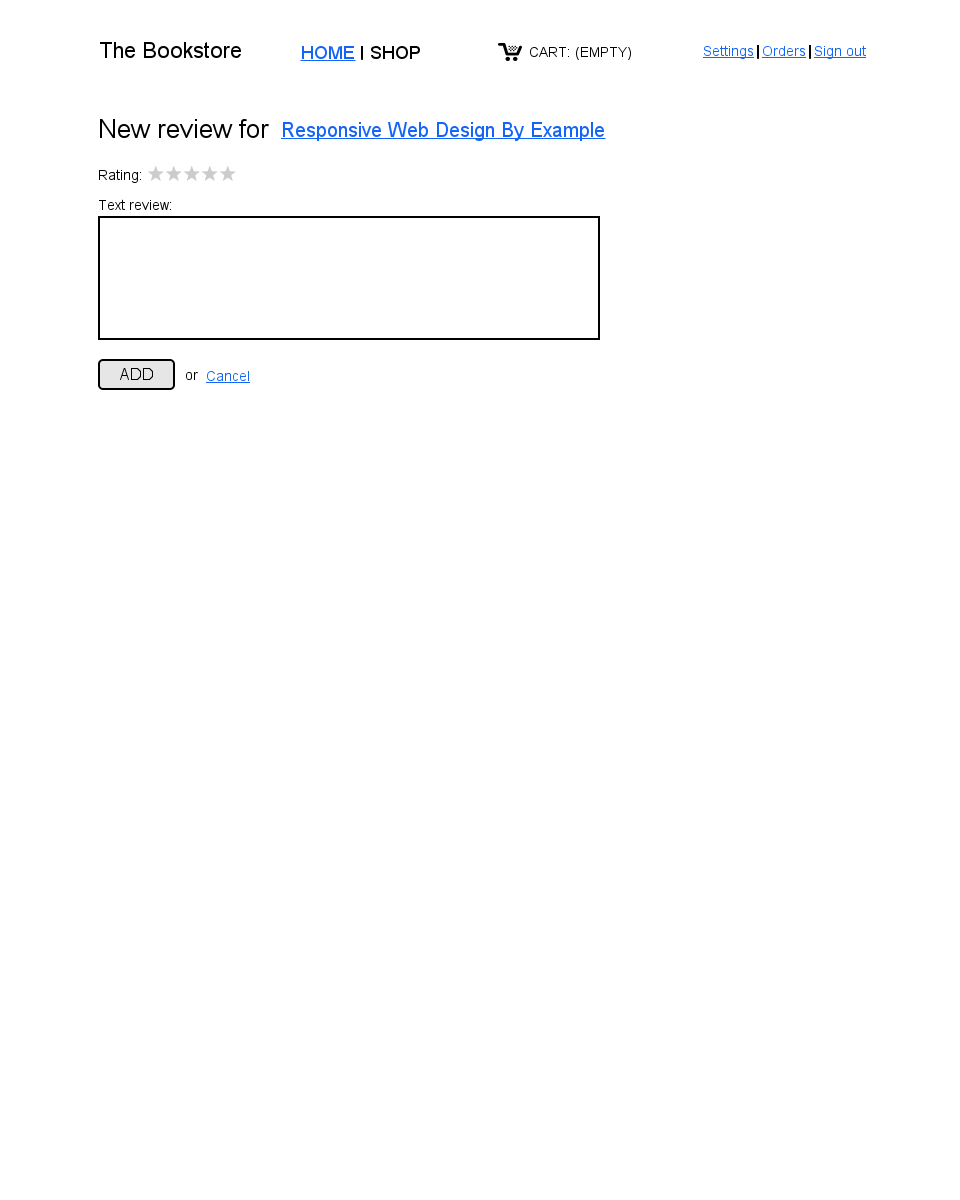 The Bookstore HOME | SHOP CART: (EMPTY) Settings | Orders | Sign out
New review for Responsive Web Design By Example
Rating:
Text review:
ADD or Cancel